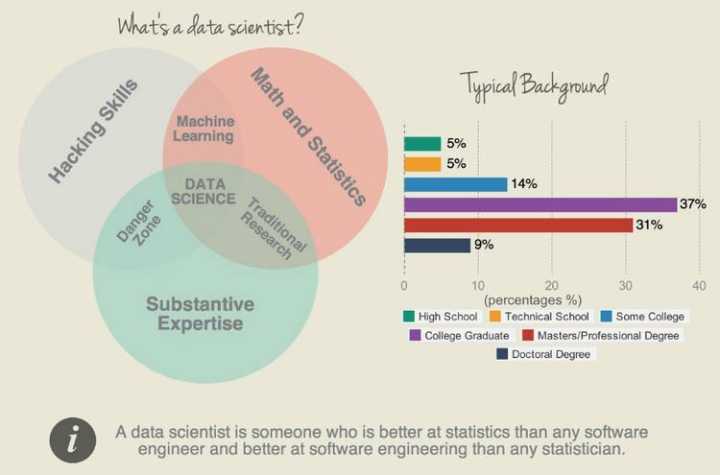 What's a data scientist?
Hacking Skills
Math and Statistics
Machine
Learning
DATA
SCIENCE
Danger
Zone
Traditional
Research
Substantive
Expertise
Typical Background
5%
5%
14%
37%
31%
9%
0 10 20 30 40
(percentages %)
High School Technical School Some College
College Graduate Masters/Professional Degree
Doctoral Degree
i
A data scientist is someone who is better at statistics than any software
engineer and better at software engineering than any statistician.